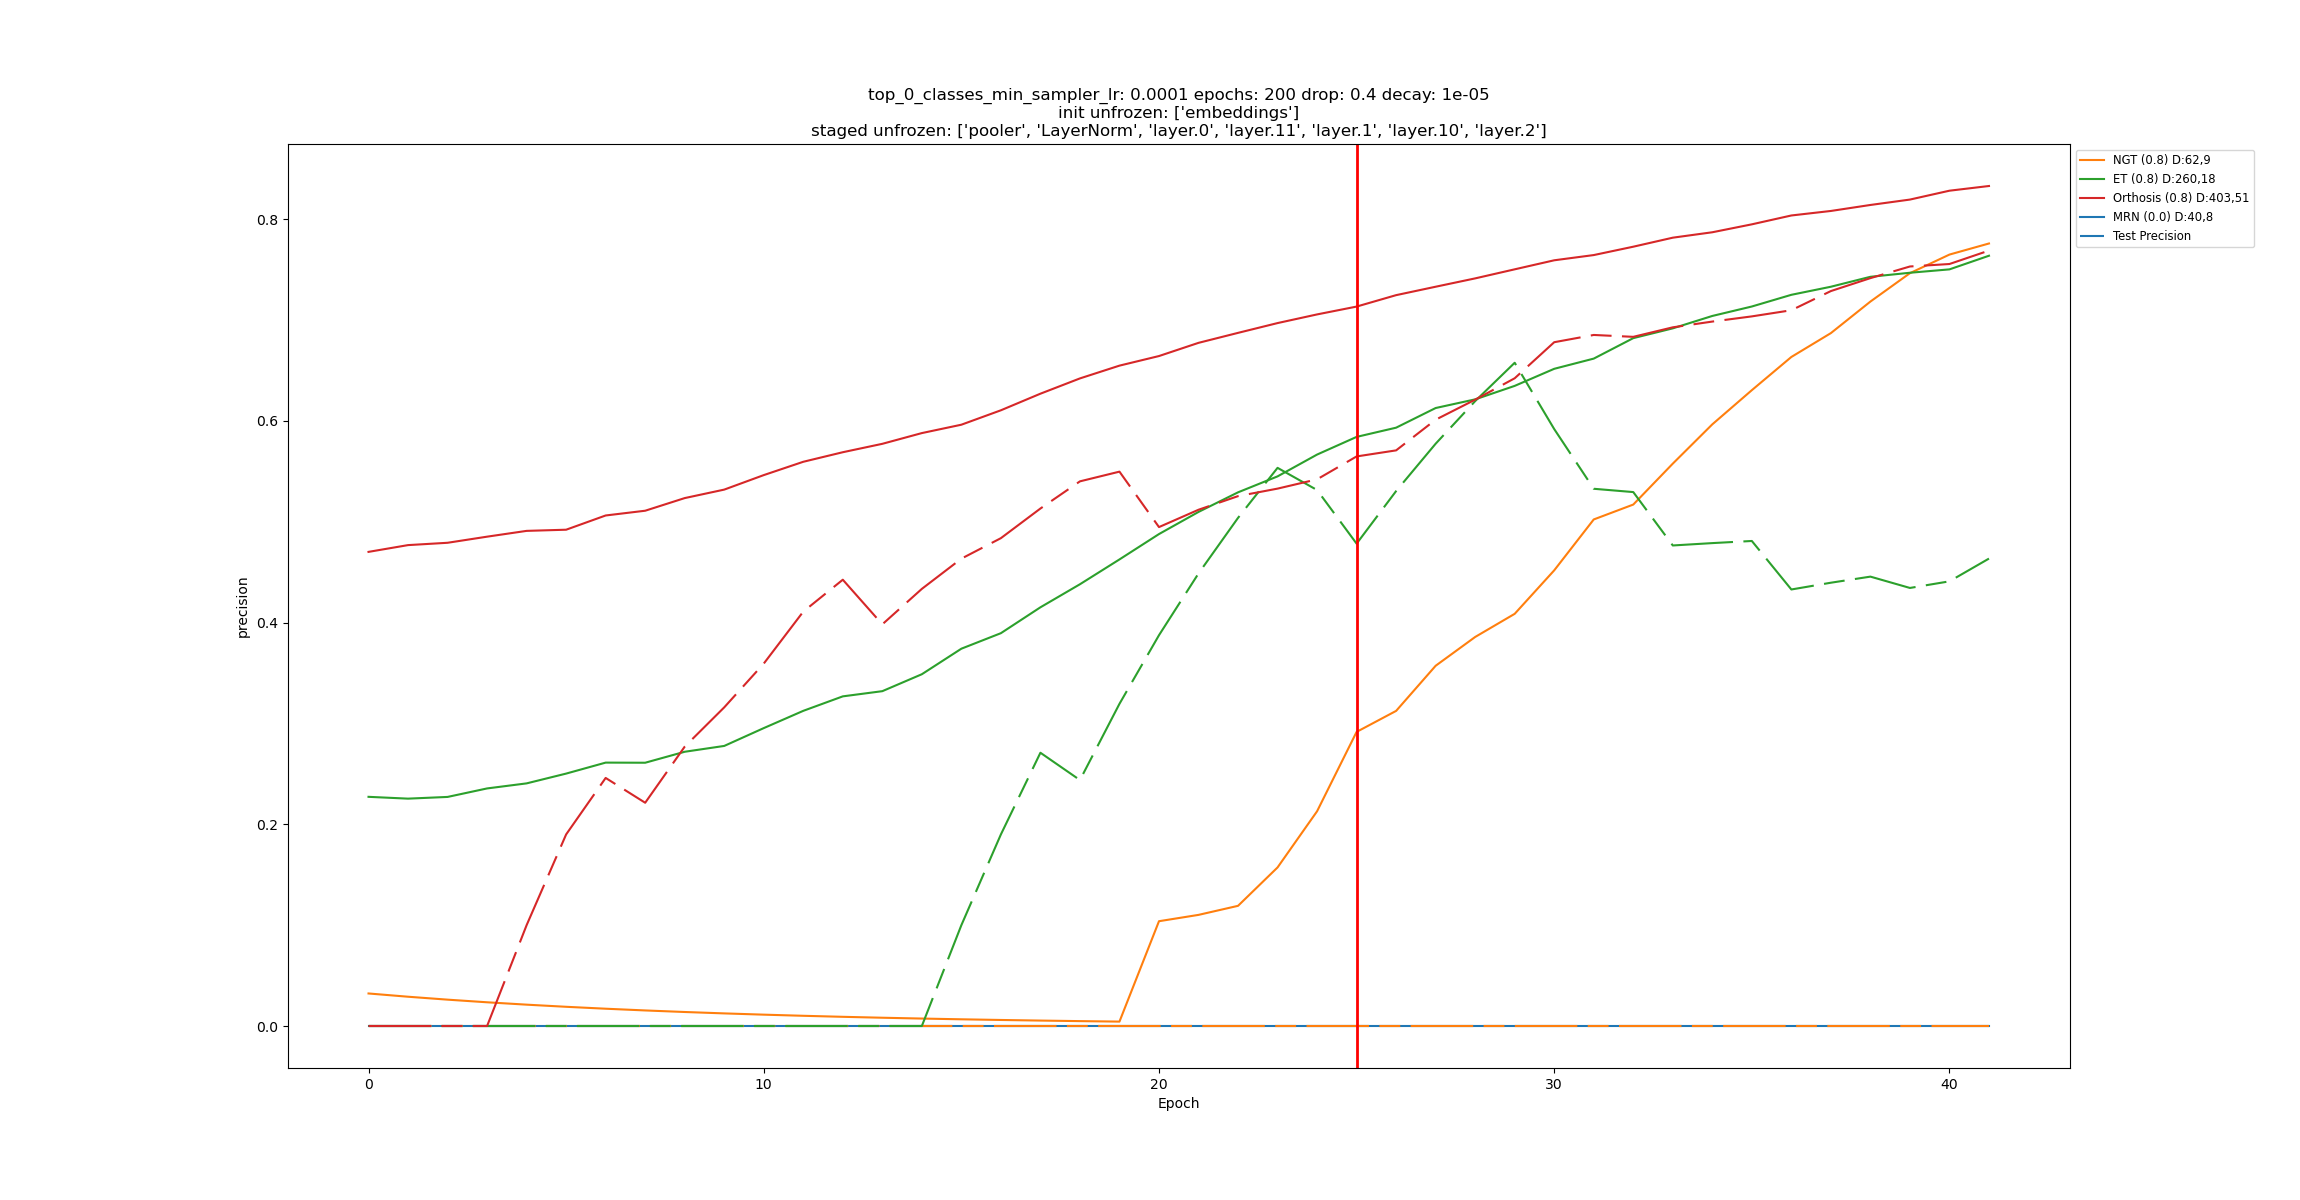 top_0_classes_min_sampler_lr: 0.0001 epochs: 200 drop: 0.4 decay: 1e-05
init unfrozen: ['embeddings']
staged unfrozen: ['pooler', 'LayerNorm', 'layer.0', 'layer.11', 'layer.1', 'layer.10', 'layer.2']
NGT (0.8) D:62,9
ET (0.8) D:260,18
Orthosis (0.8) D:403,51
MRN (0.0) D:40,8
Test Precision
precision
0.8
0.6
0.4
0.2
0.0
0
10
20
30
40
Epoch